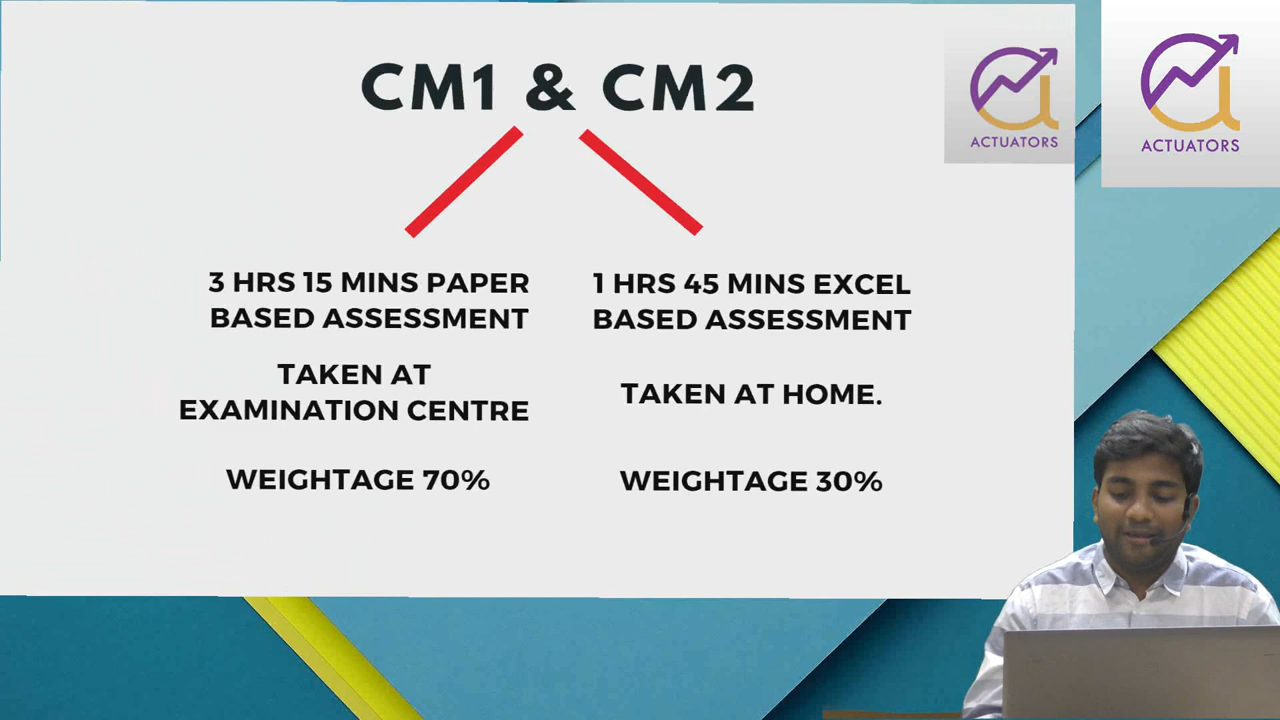 CM1 & CM2
ACTUATORS
ACTUATORS
3 HRS 15 MINS PAPER
BASED ASSESSMENT
TAKEN AT
EXAMINATION CENTRE
WEIGHTAGE 70%
1 HRS 45 MINS EXCEL
BASED ASSESSMENT
TAKEN AT HOME.
WEIGHTAGE 30%